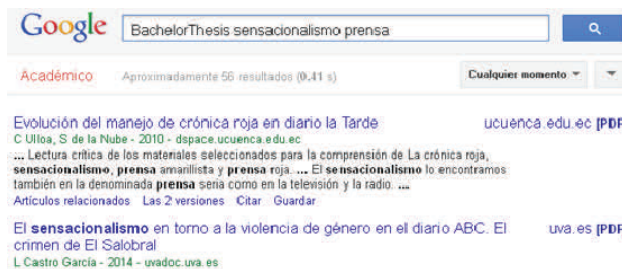 Google BachelorThesis sensacionalismo prensa
Académico Aproximadamente 56 resultados (0,41 s) Cualquier momento
Evolución del manejo de crónica roja en diario la Tarde ucuenca.edu.ec [PDF
C Ulloa, S de la Nube - 2010 - dspace.ucuenca.edu.ec
... Lectura crítica de los materiales seleccionados para la comprensión de La crónica roja,
sensacionalismo, prensa amarillista y prensa roja. ... El sensacionalismo lo encontramos
también en la denominada prensa seria como en la televisión y la radio. ...
Artículos relacionados Las 2 versiones Citar Guardar
El sensacionalismo en torno a la violencia de género en el diario ABC. El uva.es [PDF
crimen de El Salobral
L Castro García - 2014 - uvadoc.uva.es